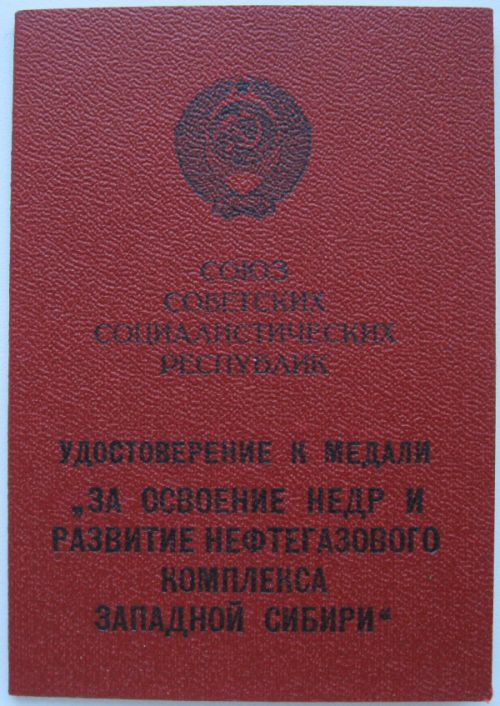 СОЮЗ
СОВЕТСКИХ
СОЦИАЛИСТИЧЕСКИХ
РЕСПУБЛИК
УДОСТОВЕРЕНИЕ К МЕДАЛИ
„ЗА ОСВОЕНИЕ НЕДР И
РАЗВИТИЕ НЕФТЕГАЗОВОГО
КОМПЛЕКСА
ЗАПАДНОЙ СИБИРИ“